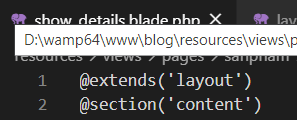 show_details.blade.php
D:\wamp64\www\blog\resources\views\p
resources > views > pages > sanpham
1 @extends('layout')
2 @section('content')